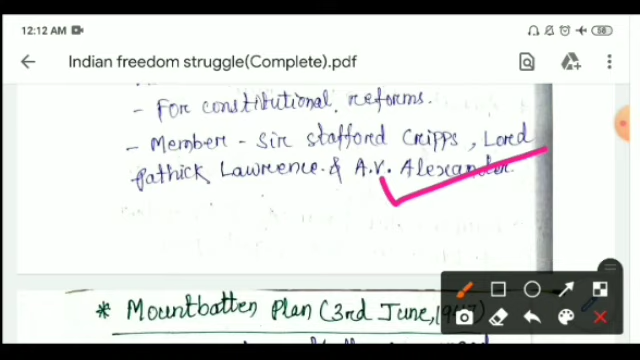 12:12 AM 58
Indian freedom struggle(Complete).pdf
- For constitutional reforms.
- Member - Sir Stafford Cripps, Lord
Pathick Lawrence. & A.V. Alexander.
* Mountbatten Plan (3rd June, 1947)